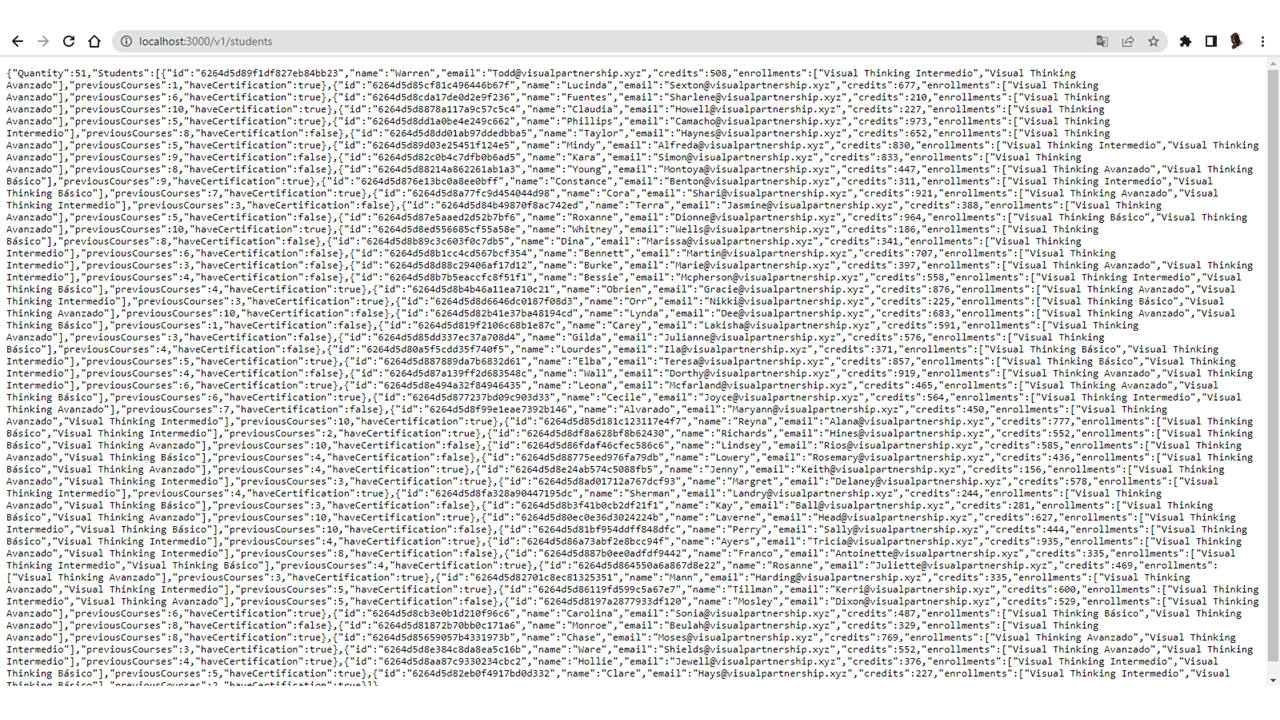 localhost:3000/v1/students
{"Quantity":51,"Students":[{"id":"6264d5d89f1df827eb84bb23","name":"Warren","email":"Todd@visualpartnership.xyz","credits":508,"enrollments":["Visual Thinking Intermedio","Visual Thinking
Avanzado"],"previousCourses":1,"haveCertification":true},{"id":"6264d5d85cf81c496446b67f","name":"Lucinda","email":"Sexton@visualpartnership.xyz","credits":677,"enrollments":["Visual Thinking
Avanzado"],"previousCourses":6,"haveCertification":true},{"id":"6264d5d8cda17de0d2e9f236","name":"Fuentes","email":"Sharlene@visualpartnership.xyz","credits":210,"enrollments":["Visual Thinking
Avanzado"],"previousCourses":10,"haveCertification":true},{"id":"6264d5d8878a117a9c57c5c4","name":"Claudia","email":"Howell@visualpartnership.xyz","credits":227,"enrollments":["Visual Thinking
Avanzado"],"previousCourses":5,"haveCertification":true},{"id":"6264d5d8dd1a0be4e249c662","name":"Phillips","email":"Camacho@visualpartnership.xyz","credits":973,"enrollments":["Visual Thinking
Intermedio"],"previousCourses":8,"haveCertification":false},{"id":"6264d5d8dd01ab97ddedbba5","name":"Taylor","email":"Haynes@visualpartnership.xyz","credits":652,"enrollments":["Visual Thinking
Avanzado"],"previousCourses":5,"haveCertification":true},{"id":"6264d5d89d03e25451f124e5","name":"Mindy","email":"Alfreda@visualpartnership.xyz","credits":830,"enrollments":["Visual Thinking Intermedio","Visual Thinking
Avanzado"],"previousCourses":9,"haveCertification":false},{"id":"6264d5d82c0b4c7dfb0b6ad5","name":"Kara","email":"Simon@visualpartnership.xyz","credits":833,"enrollments":["Visual Thinking
Avanzado"],"previousCourses":8,"haveCertification":false},{"id":"6264d5d88214a862261ab1a3","name":"Young","email":"Montoya@visualpartnership.xyz","credits":447,"enrollments":["Visual Thinking Avanzado","Visual Thinking
Básico"],"previousCourses":9,"haveCertification":true},{"id":"6264d5d876e13bc0a8ee0bff","name":"Constance","email":"Benton@visualpartnership.xyz","credits":311,"enrollments":["Visual Thinking Intermedio","Visual
Thinking Básico"],"previousCourses":7,"haveCertification":true},{"id":"6264d5d8a77fc9d454044d98","name":"Cora","email":"Shari@visualpartnership.xyz","credits":921,"enrollments":["Visual Thinking Avanzado","Visual
Thinking Intermedio"],"previousCourses":3,"haveCertification":false},{"id":"6264d5d84b49870f8ac742ed","name":"Terra","email":"Jasmine@visualpartnership.xyz","credits":388,"enrollments":["Visual Thinking
Avanzado"],"previousCourses":5,"haveCertification":false},{"id":"6264d5d87e5aaed2d52b7bf6","name":"Roxanne","email":"Dionne@visualpartnership.xyz","credits":964,"enrollments":["Visual Thinking Básico","Visual Thinking
Avanzado"],"previousCourses":10,"haveCertification":true},{"id":"6264d5d8ed556685cf55a58e","name":"Whitney","email":"Wells@visualpartnership.xyz","credits":186,"enrollments":["Visual Thinking
Básico"],"previousCourses":8,"haveCertification":false},{"id":"6264d5d8b89c3c603f0c7db5","name":"Dina","email":"Marissa@visualpartnership.xyz","credits":341,"enrollments":["Visual Thinking
Intermedio"],"previousCourses":6,"haveCertification":false},{"id":"6264d5d8b1cc4cd567bcf354","name":"Bennett","email":"Martin@visualpartnership.xyz","credits":707,"enrollments":["Visual Thinking
Intermedio"],"previousCourses":3,"haveCertification":false},{"id":"6264d5d8d88c29406af17d12","name":"Burke","email":"Marie@visualpartnership.xyz","credits":397,"enrollments":["Visual Thinking Avanzado","Visual Thinking
Intermedio"],"previousCourses":4,"haveCertification":false},{"id":"6264d5d8b7b5eaccfc8f51f1","name":"Bessie","email":"Mcpherson@visualpartnership.xyz","credits":558,"enrollments":["Visual Thinking Intermedio","Visual
Thinking Básico"],"previousCourses":4,"haveCertification":true},{"id":"6264d5d8b4b46a11ea710c21","name":"Obrien","email":"Gracie@visualpartnership.xyz","credits":876,"enrollments":["Visual Thinking Avanzado","Visual
Thinking Intermedio"],"previousCourses":3,"haveCertification":true},{"id":"6264d5d8d6646dc0187f08d3","name":"Orr","email":"Nikki@visualpartnership.xyz","credits":225,"enrollments":["Visual Thinking Básico","Visual
Thinking Avanzado"],"previousCourses":10,"haveCertification":false},{"id":"6264d5d82b41e37ba48194cd","name":"Lynda","email":"Dee@visualpartnership.xyz","credits":683,"enrollments":["Visual Thinking Avanzado","Visual
Thinking Básico"],"previousCourses":1,"haveCertification":false},{"id":"6264d5d819f2106c68b1e87c","name":"Carey","email":"Lakisha@visualpartnership.xyz","credits":591,"enrollments":["Visual Thinking
Avanzado"],"previousCourses":3,"haveCertification":false},{"id":"6264d5d85dd337ec37a708d4","name":"Gilda","email":"Julianne@visualpartnership.xyz","credits":576,"enrollments":["Visual Thinking
Básico"],"previousCourses":4,"haveCertification":false},{"id":"6264d5d80a5f5cdd35f740f5","name":"Lourdes","email":"Ila@visualpartnership.xyz","credits":371,"enrollments":["Visual Thinking Básico","Visual Thinking
Intermedio"],"previousCourses":5,"haveCertification":true},{"id":"6264d5d887889da7b6832d61","name":"Elba","email":"Teresa@visualpartnership.xyz","credits":857,"enrollments":["Visual Thinking Básico","Visual Thinking
Avanzado"],"previousCourses":4,"haveCertification":false},{"id":"6264d5d87a139ff2d683548c","name":"Wall","email":"Dorthy@visualpartnership.xyz","credits":919,"enrollments":["Visual Thinking Avanzado","Visual Thinking
Intermedio"],"previousCourses":6,"haveCertification":true},{"id":"6264d5d8e494a32f84946435","name":"Leona","email":"Mcfarland@visualpartnership.xyz","credits":465,"enrollments":["Visual Thinking Avanzado","Visual
Thinking Básico"],"previousCourses":6,"haveCertification":true},{"id":"6264d5d877237bd09c903d33","name":"Cecile","email":"Joyce@visualpartnership.xyz","credits":564,"enrollments":["Visual Thinking Intermedio","Visual
Thinking Avanzado"],"previousCourses":7,"haveCertification":false},{"id":"6264d5d8f99e1eae7392b146","name":"Alvarado","email":"Maryann@visualpartnership.xyz","credits":450,"enrollments":["Visual Thinking
Avanzado"],"previousCourses":10,"haveCertification":true},{"id":"6264d5d85d181c123117e4f7","name":"Reyna","email":"Alana@visualpartnership.xyz","credits":777,"enrollments":["Visual Thinking
Básico","Visual Thinking Intermedio"],"previousCourses":2,"haveCertification":true},{"id":"6264d5d8df8a628bf8b62430","name":"Richards","email":"Hines@visualpartnership.xyz","credits":552,"enrollments":["Visual Thinking
Intermedio","Visual Thinking Básico"],"previousCourses":10,"haveCertification":true},{"id":"6264d5d86fdaf46cfec586c6","name":"Lindsey","email":"Rios@visualpartnership.xyz","credits":585,"enrollments":["Visual Thinking
Avanzado","Visual Thinking Básico"],"previousCourses":4,"haveCertification":false},{"id":"6264d5d88775eed976fa79db","name":"Lowery","email":"Rosemary@visualpartnership.xyz","credits":436,"enrollments":["Visual Thinking
Básico","Visual Thinking Avanzado"],"previousCourses":4,"haveCertification":true},{"id":"6264d5d8e24ab574c5088fb5","name":"Jenny","email":"Keith@visualpartnership.xyz","credits":156,"enrollments":["Visual Thinking
Avanzado","Visual Thinking Intermedio"],"previousCourses":3,"haveCertification":true},{"id":"6264d5d8ad01712a767dcf93","name":"Margret","email":"Delaney@visualpartnership.xyz","credits":578,"enrollments":["Visual
Thinking Intermedio"],"previousCourses":4,"haveCertification":true},{"id":"6264d5d8fa328a90447195dc","name":"Sherman","email":"Landry@visualpartnership.xyz","credits":244,"enrollments":["Visual Thinking
Avanzado","Visual Thinking Básico"],"previousCourses":3,"haveCertification":false},{"id":"6264d5d8b3f41b0cb2df21f1","name":"Kay","email":"Ball@visualpartnership.xyz","credits":281,"enrollments":["Visual Thinking
Básico","Visual Thinking Avanzado"],"previousCourses":10,"haveCertification":true},{"id":"6264d5d80ec0e36d3024224b","name":"Laverne","email":"Head@visualpartnership.xyz","credits":627,"enrollments":["Visual Thinking
Intermedio","Visual Thinking Básico"],"previousCourses":10,"haveCertification":false},{"id":"6264d5d81bf954ddff848dfc","name":"Perry","email":"Sally@visualpartnership.xyz","credits":444,"enrollments":["Visual Thinking
Básico","Visual Thinking Avanzado"],"previousCourses":4,"haveCertification":true},{"id":"6264d5d86a73abf2e8bcc94f","name":"Ayers","email":"Tricia@visualpartnership.xyz","credits":935,"enrollments":["Visual Thinking
Avanzado","Visual Thinking Intermedio"],"previousCourses":8,"haveCertification":false},{"id":"6264d5d887b0ee0adfdf9442","name":"Franco","email":"Antoinette@visualpartnership.xyz","credits":335,"enrollments":["Visual
Thinking Intermedio","Visual Thinking Básico"],"previousCourses":4,"haveCertification":true},{"id":"6264d5d864550a6a867d8e22","name":"Rosanne","email":"Juliette@visualpartnership.xyz","credits":469,"enrollments":
["Visual Thinking Avanzado"],"previousCourses":3,"haveCertification":true},{"id":"6264d5d82701c8ec81325351","name":"Mann","email":"Harding@visualpartnership.xyz","credits":335,"enrollments":["Visual Thinking
Avanzado","Visual Thinking Intermedio"],"previousCourses":5,"haveCertification":true},{"id":"6264d5d86119fd599c5a67e7","name":"Tillman","email":"Kerri@visualpartnership.xyz","credits":600,"enrollments":["Visual Thinking
Intermedio","Visual Thinking Avanzado"],"previousCourses":5,"haveCertification":false},{"id":"6264d5d8197a2877933df120","name":"Mosley","email":"Dixon@visualpartnership.xyz","credits":529,"enrollments":["Visual Thinking
Avanzado"],"previousCourses":6,"haveCertification":true},{"id":"6264d5d8cb3e0b1d210f96c6","name":"Carolina","email":"Sonia@visualpartnership.xyz","credits":487,"enrollments":["Visual Thinking Básico","Visual Thinking
Avanzado"],"previousCourses":8,"haveCertification":false},{"id":"6264d5d81872b70bb0c171a6","name":"Monroe","email":"Beulah@visualpartnership.xyz","credits":329,"enrollments":["Visual Thinking
Avanzado"],"previousCourses":8,"haveCertification":true},{"id":"6264d5d85659057b4331973b","name":"Chase","email":"Moses@visualpartnership.xyz","credits":769,"enrollments":["Visual Thinking Avanzado","Visual Thinking
Intermedio"],"previousCourses":3,"haveCertification":true},{"id":"6264d5d8e384c8da8ea5c16b","name":"Ware","email":"Shields@visualpartnership.xyz","credits":552,"enrollments":["Visual Thinking Avanzado","Visual Thinking
Intermedio"],"previousCourses":4,"haveCertification":true},{"id":"6264d5d8aa87c9330234cbc2","name":"Hollie","email":"Jewell@visualpartnership.xyz","credits":376,"enrollments":["Visual Thinking Intermedio","Visual
Thinking Básico"],"previousCourses":5,"haveCertification":true},{"id":"6264d5d82eb0f4917bd0d332","name":"Clare","email":"Hays@visualpartnership.xyz","credits":227,"enrollments":["Visual Thinking Intermedio","Visual
Thinking Básico"],"previousCourses":2,"haveCertification":true}]}